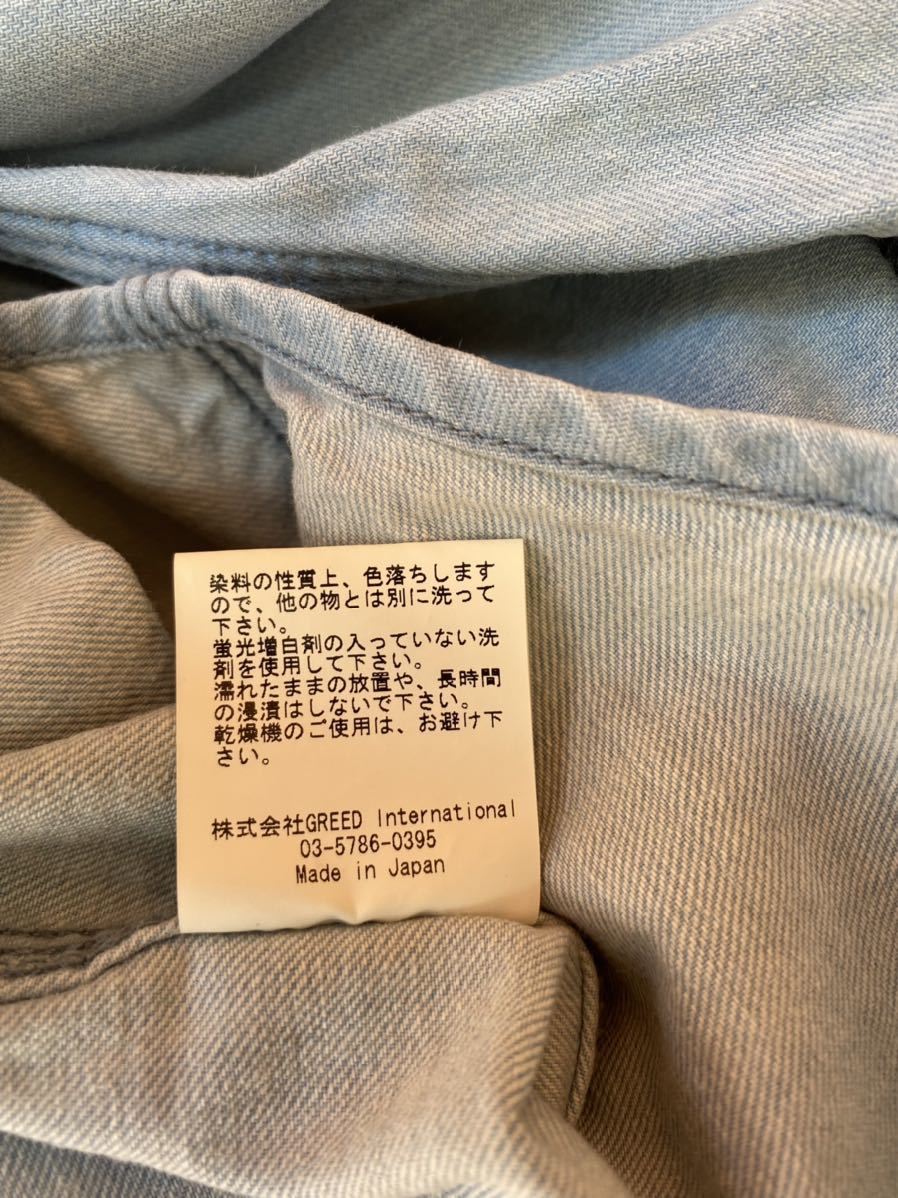 染料の性質上、色落ちします
ので、他の物とは別に洗って
下さい。
蛍光増白剤の入っていない洗
剤を使用して下さい。
濡れたままの放置や、長時間
の浸漬はしないで下さい。
乾燥機のご使用は、お避け下
さい。
株式会社GREED International
03-5786-0395
Made in Japan